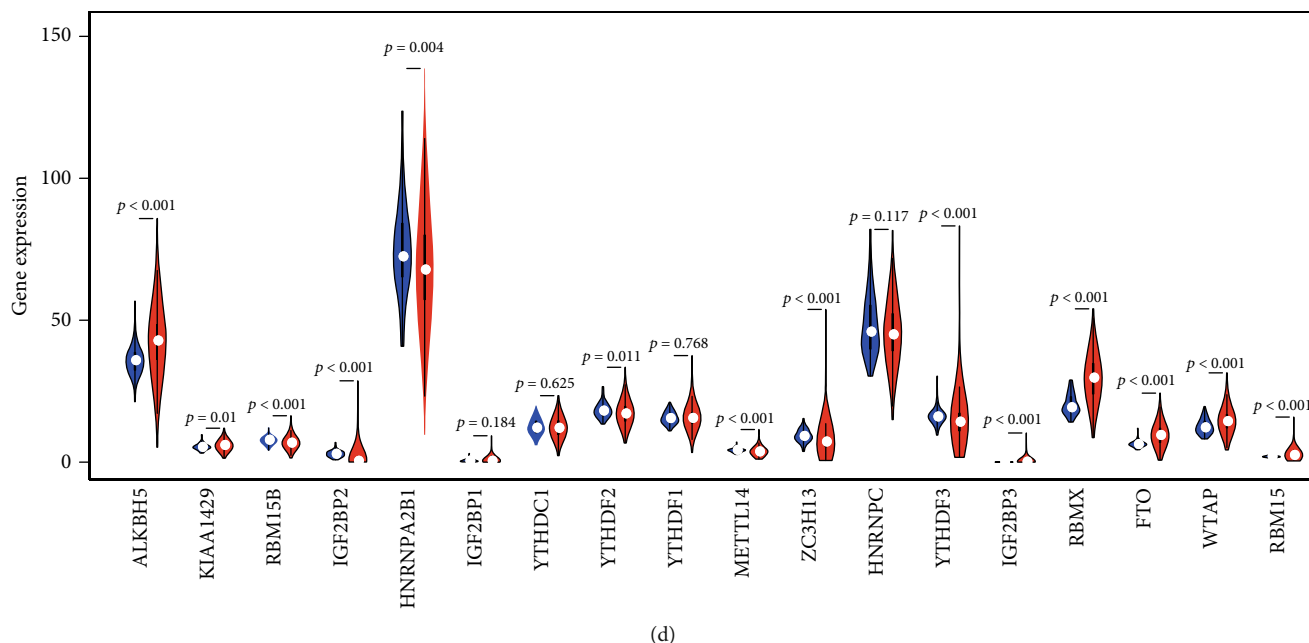 150
100
50
0
Gene expression
p < 0.001
p = 0.01
p < 0.001
p < 0.001
p = 0.004
p = 0.184
p = 0.625
p = 0.011
p = 0.768
p < 0.001
p < 0.001
p = 0.117
p < 0.001
p < 0.001
p < 0.001
p < 0.001
p < 0.001
p < 0.001
ALKBH5
KIAA1429
RBM15B
IGF2BP2
HNRNPA2B1
IGF2BP1
YTHDC1
YTHDF2
YTHDF1
METTL14
ZC3H13
HNRNPC
YTHDF3
IGF2BP3
RBMX
FTO
WTAP
RBM15
(d)